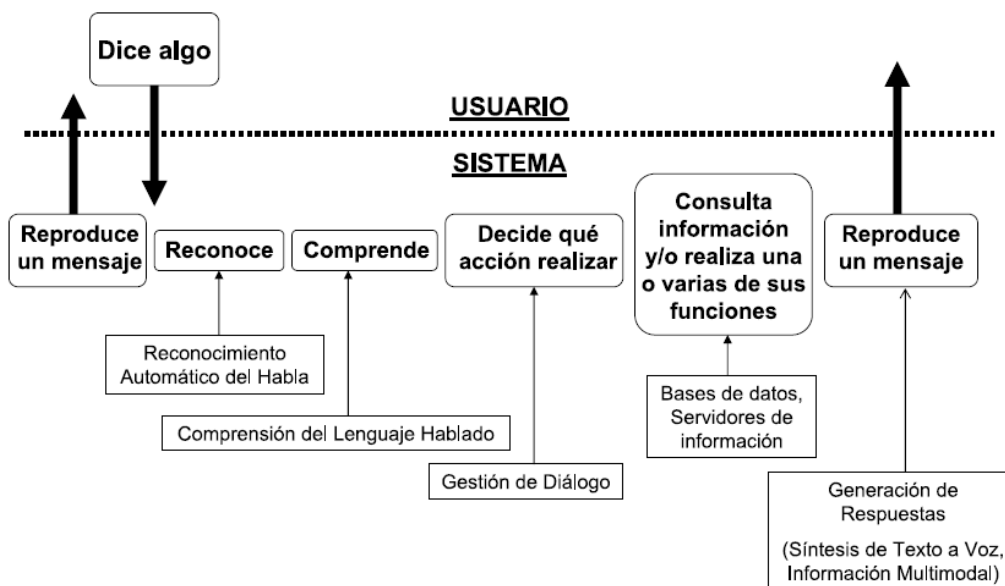 Dice algo
USUARIO
SISTEMA
Reproduce
un mensaje
Reconoce
Comprende
Decide qué
acción realizar
Consulta
información
y/o realiza una
o varias de sus
funciones
Reproduce
un mensaje
Reconocimiento
Automático del Habla
Comprensión del Lenguaje Hablado
Gestión de Diálogo
Bases de datos,
Servidores de
información
Generación de
Respuestas
(Síntesis de Texto a Voz,
Información Multimodal)